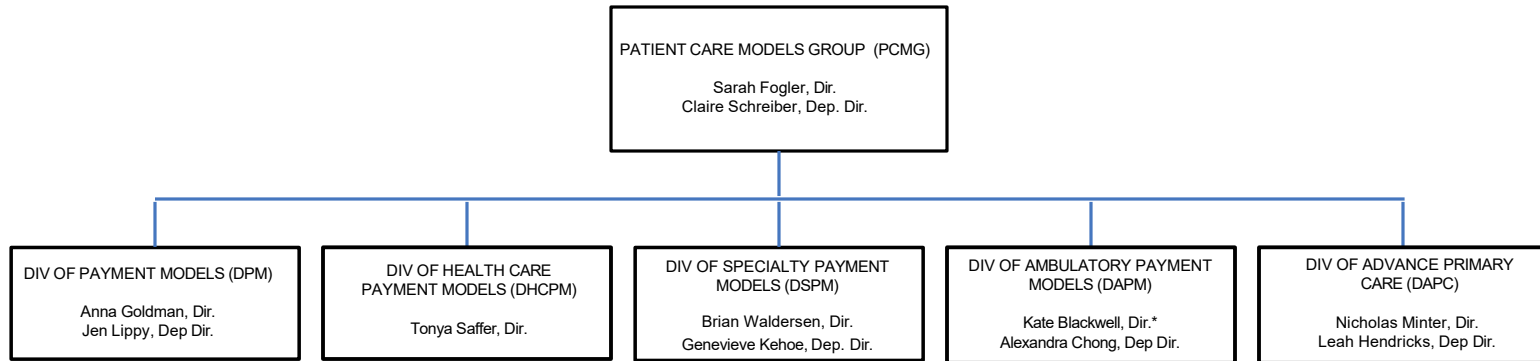 PATIENT CARE MODELS GROUP (PCMG)
Sarah Fogler, Dir.
Claire Schreiber, Dep. Dir.
DIV OF PAYMENT MODELS (DPM)
Anna Goldman, Dir.
Jen Lippy, Dep Dir.
DIV OF HEALTH CARE
PAYMENT MODELS (DHCPM)
Tonya Saffer, Dir.
DIV OF SPECIALTY PAYMENT
MODELS (DSPM)
Brian Waldersen, Dir.
Genevieve Kehoe, Dep. Dir.
DIV OF AMBULATORY PAYMENT
MODELS (DAPM)
Kate Blackwell, Dir.*
Alexandra Chong, Dep Dir.
DIV OF ADVANCE PRIMARY
CARE (DAPC)
Nicholas Minter, Dir.
Leah Hendricks, Dep Dir.